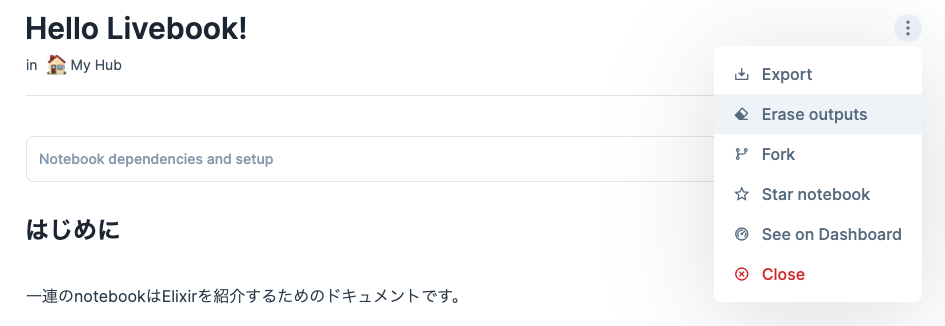 Hello Livebook!
in My Hub
Export
Erase outputs
Fork
Star notebook
See on Dashboard
Close
Notebook dependencies and setup
はじめに
一連のnotebookはElixirを紹介するためのドキュメントです。